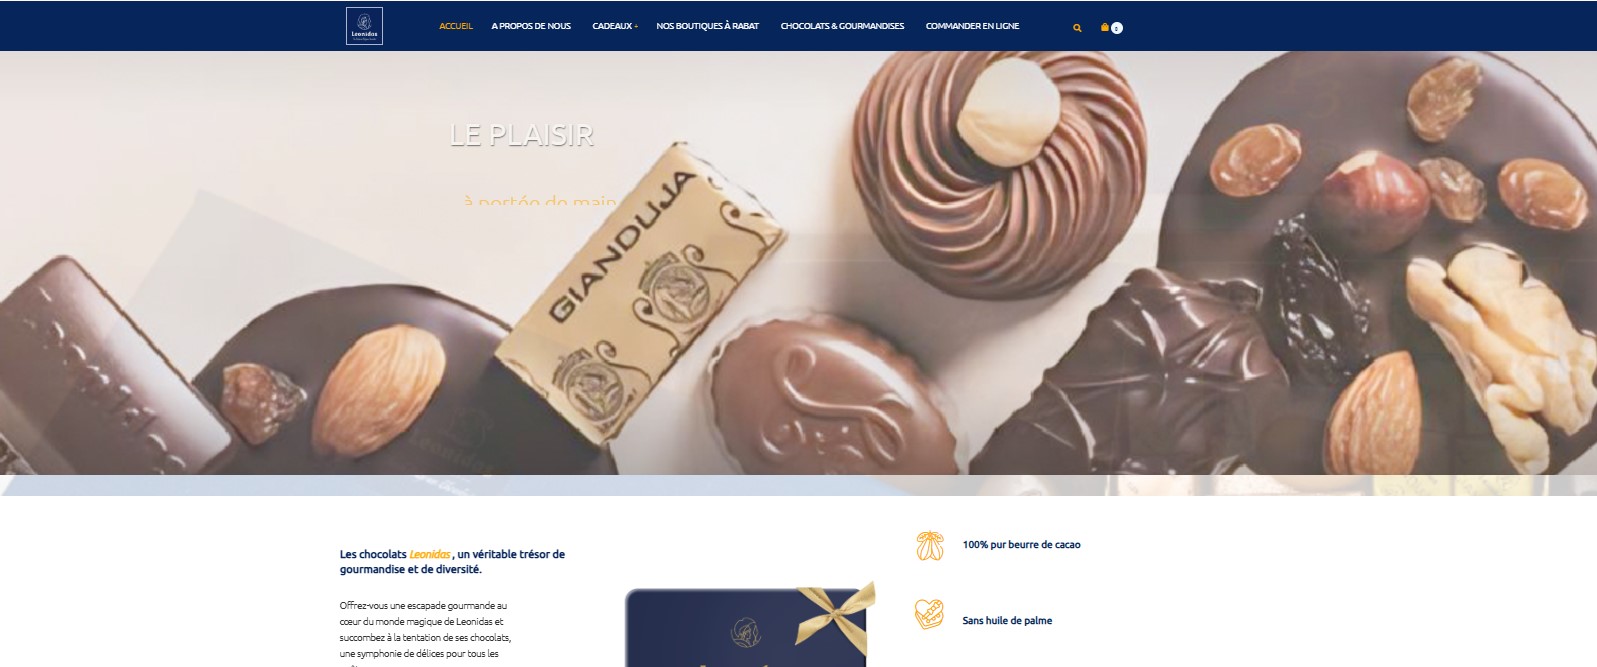 Leonidas
ACCUEIL
A PROPOS DE NOUS
CADEAUX +
NOS BOUTIQUES À RABAT
CHOCOLATS & GOURMANDISES
COMMANDER EN LIGNE
0
LE PLAISIR
à portée de main
GIANDUJA
Les chocolats Leonidas , un véritable trésor de
gourmandise et de diversité.
Offrez-vous une escapade gourmande au
cœur du monde magique de Leonidas et
succombez à la tentation de ses chocolats,
une symphonie de délices pour tous les
100% pur beurre de cacao
Sans huile de palme